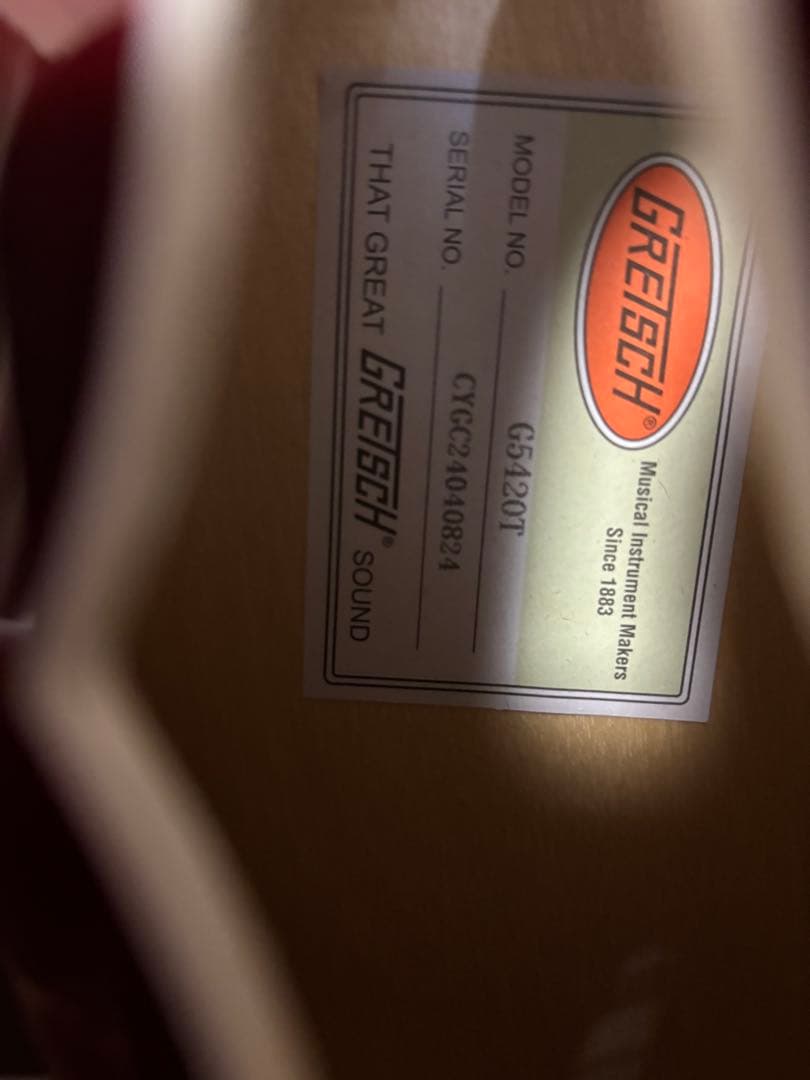 GRETSCH®
Musical Instrument Makers
Since 1883
MODEL NO. G5420T
SERIAL NO. CYGC24040824
THAT GREAT GRETSCH® SOUND